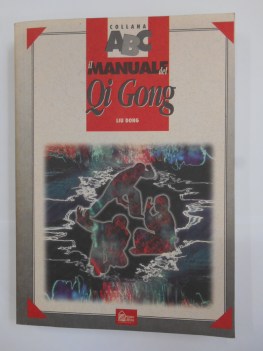 COLLANA
ABC
il MANUALE del
Qi Gong
LIU DONG